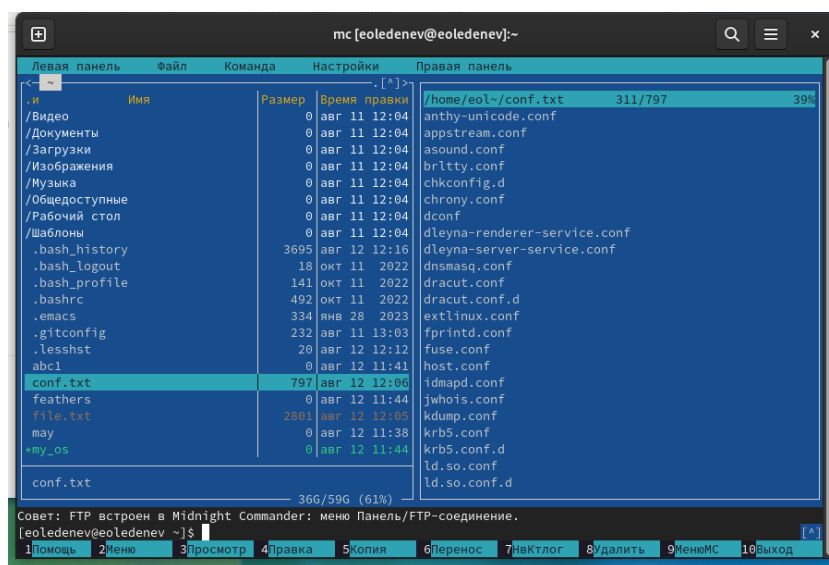 mc [eoledenev@eoledenev]:~
Левая панель Файл Команда Настройки Правая панель
<─ ~ .[^]>
.и Имя Размер Время правки
/Видео 0 авг 11 12:04
/Документы 0 авг 11 12:04
/Загрузки 0 авг 11 12:04
/Изображения 0 авг 11 12:04
/Музыка 0 авг 11 12:04
/Общедоступные 0 авг 11 12:04
/Рабочий стол 0 авг 11 12:04
/Шаблоны 0 авг 11 12:04
.bash_history 3695 авг 12 12:16
.bash_logout 18 окт 11 2022
.bash_profile 141 окт 11 2022
.bashrc 492 окт 11 2022
.emacs 334 янв 28 2023
.gitconfig 232 авг 11 13:03
.lesshst 20 авг 12 12:12
abc1 0 авг 12 11:41
conf.txt 797 авг 12 12:06
feathers 0 авг 12 11:44
file.txt 2801 авг 12 12:05
may 0 авг 12 11:38
*my_os 0 авг 12 11:44
conf.txt
36G/59G (61%)
/home/eol~/conf.txt 311/797 39%
anthy-unicode.conf
appstream.conf
asound.conf
brltty.conf
chkconfig.d
chrony.conf
dconf
dleyna-renderer-service.conf
dleyna-server-service.conf
dnsmasq.conf
dracut.conf
dracut.conf.d
extlinux.conf
fprintd.conf
fuse.conf
host.conf
idmapd.conf
jwhois.conf
kdump.conf
krb5.conf
krb5.conf.d
ld.so.conf
ld.so.conf.d
Совет: FTP встроен в Midnight Commander: меню Панель/FTP-соединение.
[eoledenev@eoledenev ~]$ [^]
1Помощь 2Меню 3Просмотр 4Правка 5Копия 6Перенос 7НвКтлог 8Удалить 9МенюMC 10Выход